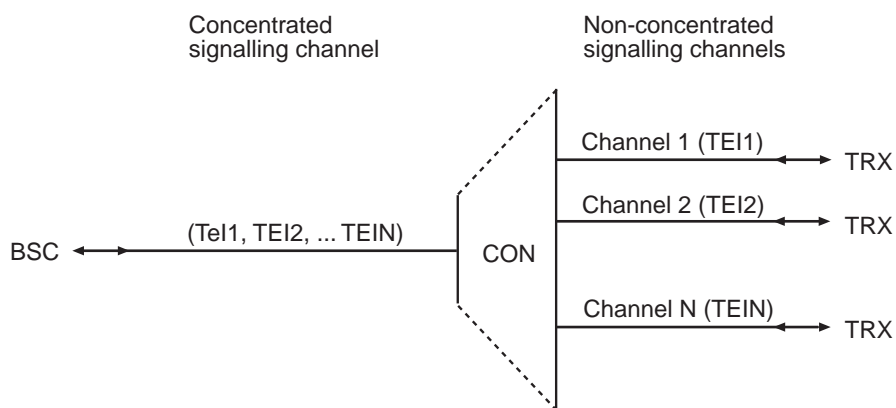 Concentrated
signalling channel
Non-concentrated
signalling channels
Channel 1 (TEI1)
TRX
Channel 2 (TEI2)
TRX
BSC
(Tel1, TEI2, ... TEIN)
CON
Channel N (TEIN)
TRX